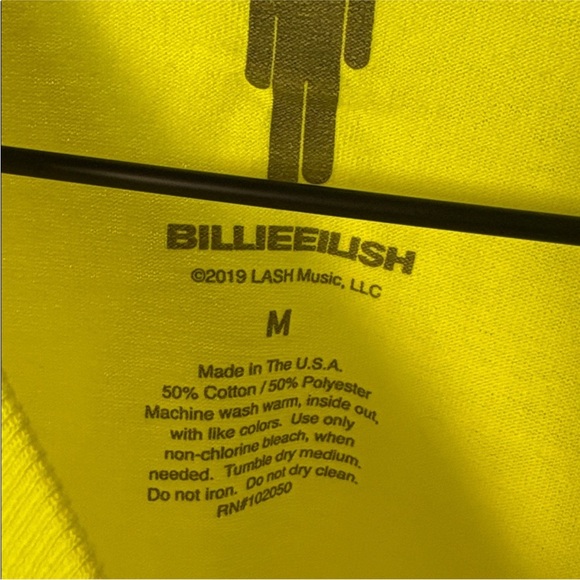 BILLIEEILISH
©2019 LASH Music, LLC
M
Made in The U.S.A.
50% Cotton / 50% Polyester
Machine wash warm, inside out,
with like colors. Use only
non-chlorine bleach, when
needed. Tumble dry medium.
Do not iron. Do not dry clean.
RN#102050